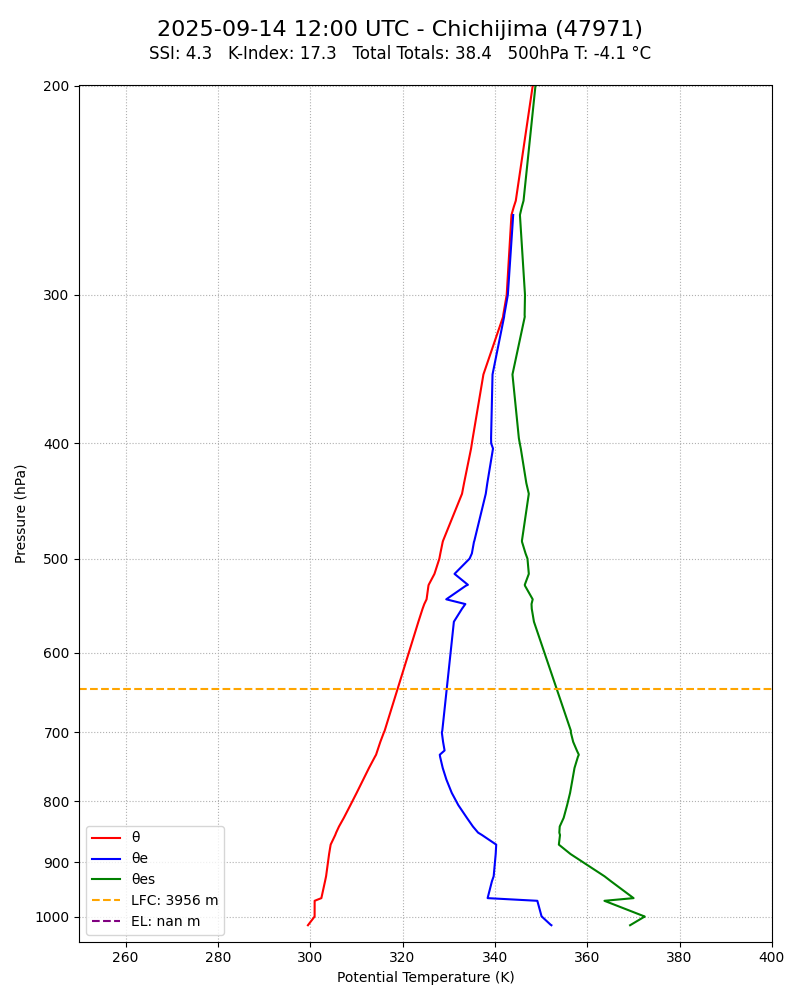 2025-09-14 12:00 UTC - Chichijima (47971)
SSI: 4.3   K-Index: 17.3   Total Totals: 38.4   500hPa T: -4.1 °C
200
300
400
500
600
700
800
900
1000
Pressure (hPa)
θ
θe
θes
LFC: 3956 m
EL: nan m
260 280 300 320 340 360 380 400
Potential Temperature (K)